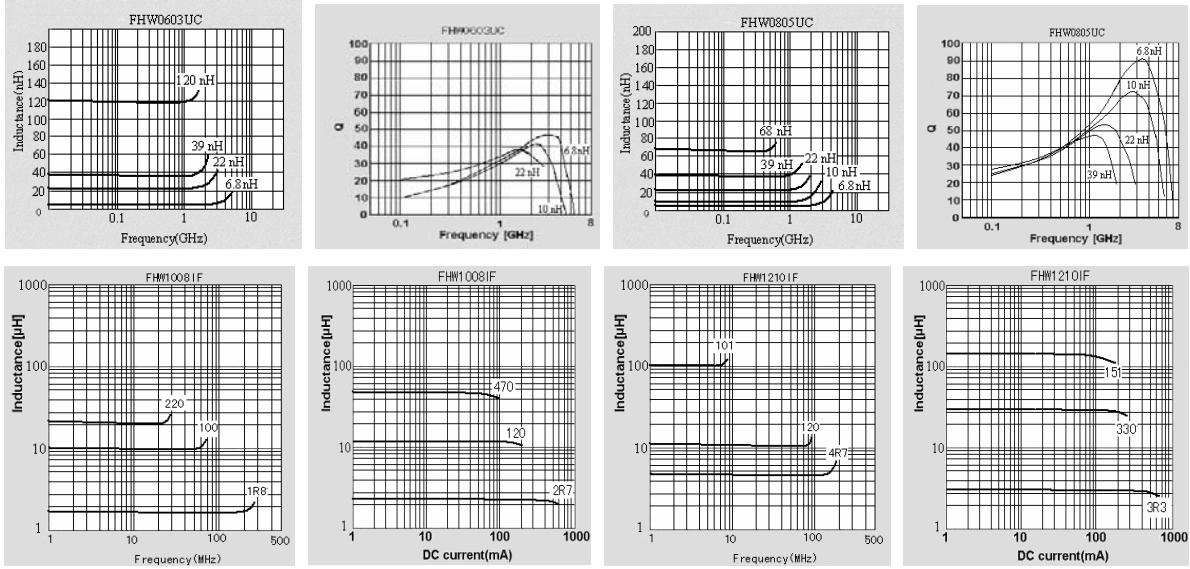 FHW0603UC
Inductance(nH)
180
160
140
120
100
80
60
40
20
0
120 nH
39 nH
22 nH
6.8nH
0.1
1
10
Frequency(GHz)
FHW0603UC
Q
100
90
80
70
60
50
40
30
20
10
0
6.8nH
22 nH
10 nH
0.1
1
8
Frequency [GHz]
FHW0805UC
Inductance(nH)
200
180
160
140
120
100
80
60
40
20
0
68 nH
39 nH
22 nH
10 nH
6.8nH
0.1
1
10
Frequency(GHz)
FHW0805UC
Q
100
90
80
70
60
50
40
30
20
10
0
6.8nH
10 nH
22 nH
39 nH
0.1
1
8
Frequency [GHz]
FHW1008IF
Inductance[μH]
1000
100
10
1
220
100
1R8
1
10
100
500
Frequency(MHz)
FHW1008IF
Inductance[μH]
1000
100
10
1
470
120
2R7
1
10
100
1000
DC current(mA)
FHW1210IF
Inductance[μH]
1000
100
10
1
101
120
4R7
1
10
100
500
Frequency(MHz)
FHW1210IF
Inductance[μH]
1000
100
10
1
151
330
3R3
1
10
100
1000
DC current(mA)